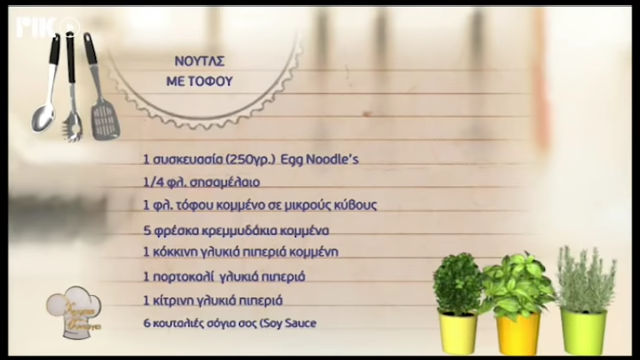 ΡΙΚ
ΝΟΥΤΛΣ
ΜΕ ΤΟΦΟΥ
1 συσκευασία (250γρ.) Egg Noodle's
1/4 φλ. σησαμέλαιο
1 φλ. τόφου κομμένο σε μικρούς κύβους
5 φρέσκα κρεμμυδάκια κομμένα
1 κόκκινη γλυκιά πιπεριά κομμένη
1 πορτοκαλί γλυκιά πιπεριά
1 κίτρινη γλυκιά πιπεριά
6 κουταλιές σόγια σος (Soy Sauce